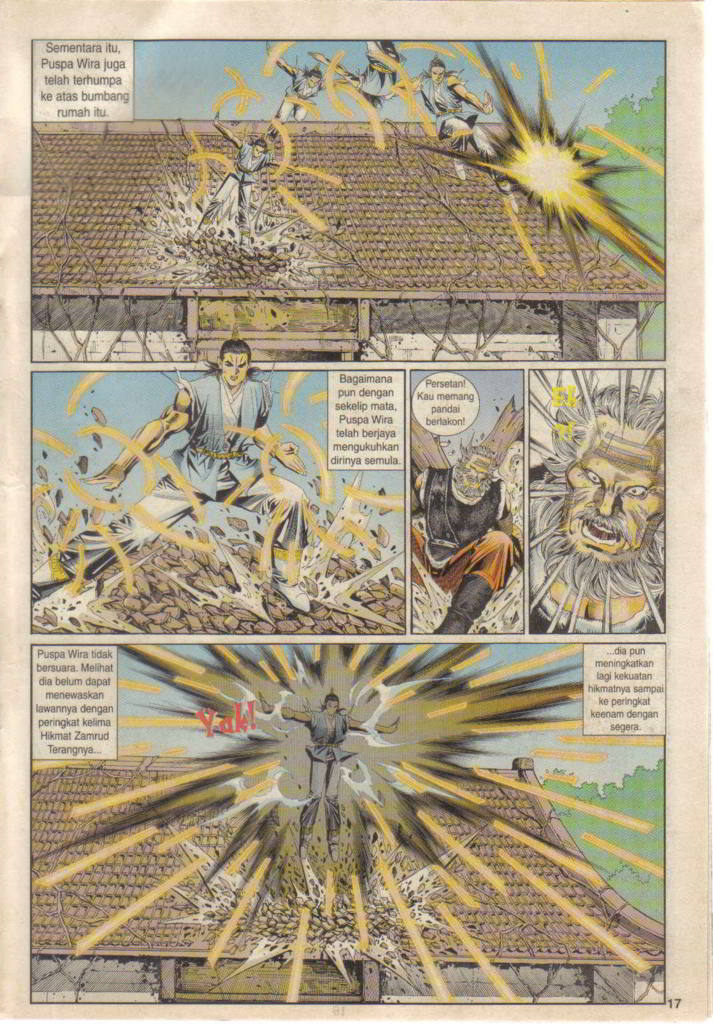 Sementara itu,
Puspa Wira juga
telah terhumpa
ke atas bumbang
rumah itu.
Bagaimana
pun dengan
sekelip mata,
Puspa Wira
telah berjaya
mengukuhkan
dirinya semula.
Persetan!
Kau memang
pandai
berlakon!
?!
Puspa Wira tidak
bersuara. Melihat
dia belum dapat
menewaskan
lawannya dengan
peringkat kelima
Hikmat Zamrud
Terangnya...
Yak!
...dia pun
meningkatkan
lagi kekuatan
hikmatnya sampai
ke peringkat
keenam dengan
segera.
17